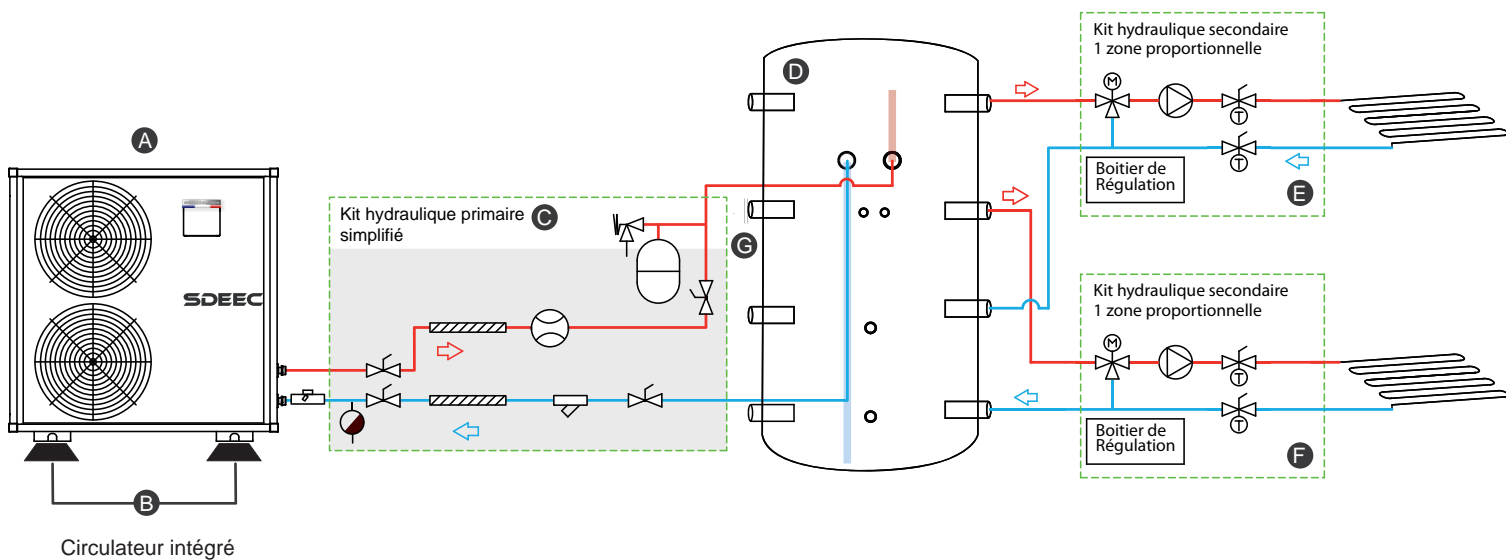 A
SDEEC
B
Circulateur intégré
Kit hydraulique primaire
simplifié
C
G
D
Kit hydraulique secondaire
1 zone proportionnelle
M
T
T
Boitier de
Régulation
E
Kit hydraulique secondaire
1 zone proportionnelle
M
T
T
Boitier de
Régulation
F